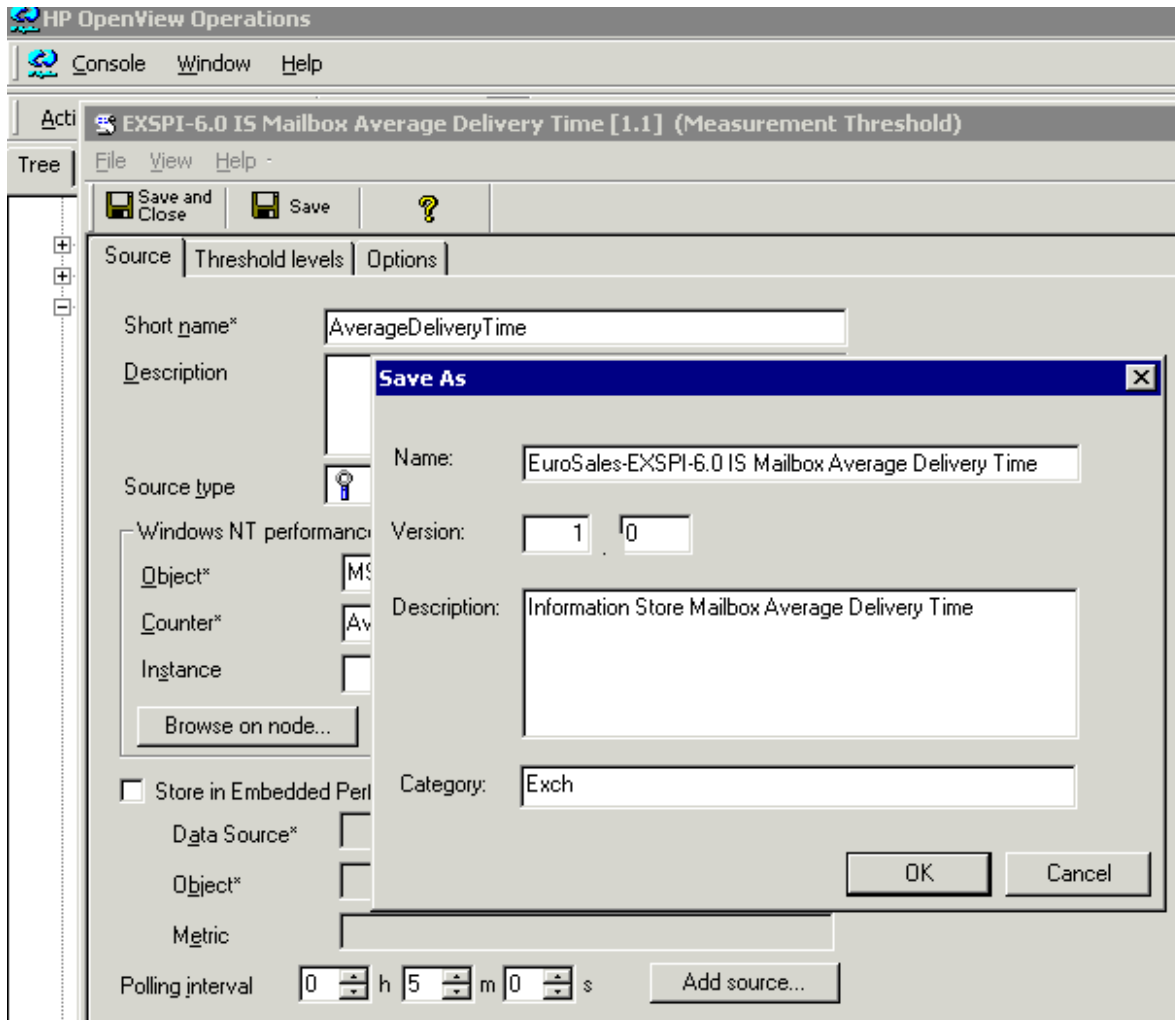 HP OpenView Operations
Console Window Help
Acti
EXSPI-6.0 IS Mailbox Average Delivery Time [1.1] (Measurement Threshold)
Tree
File View Help
Save and Close Save ?
Source Threshold levels Options
Short name* AverageDeliveryTime
Description
Save As
Name: EuroSales-EXSPI-6.0 IS Mailbox Average Delivery Time
Source type
Windows NT performanc
Version: 1 . 0
Object* MS
Description: Information Store Mailbox Average Delivery Time
Counter* Av
Instance
Browse on node...
Category: Exch
Store in Embedded Perf
Data Source*
OK Cancel
Object*
Metric
Polling interval 0 h 5 m 0 s Add source...